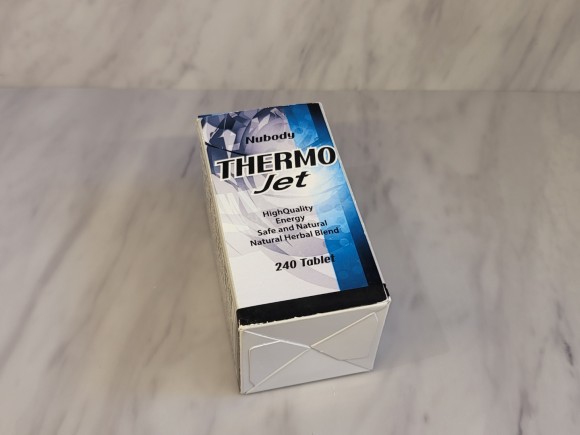 Nubody
THERMO
Jet
HighQuality
Energy
Safe and Natural
Natural Herbal Blend
240 Tablet